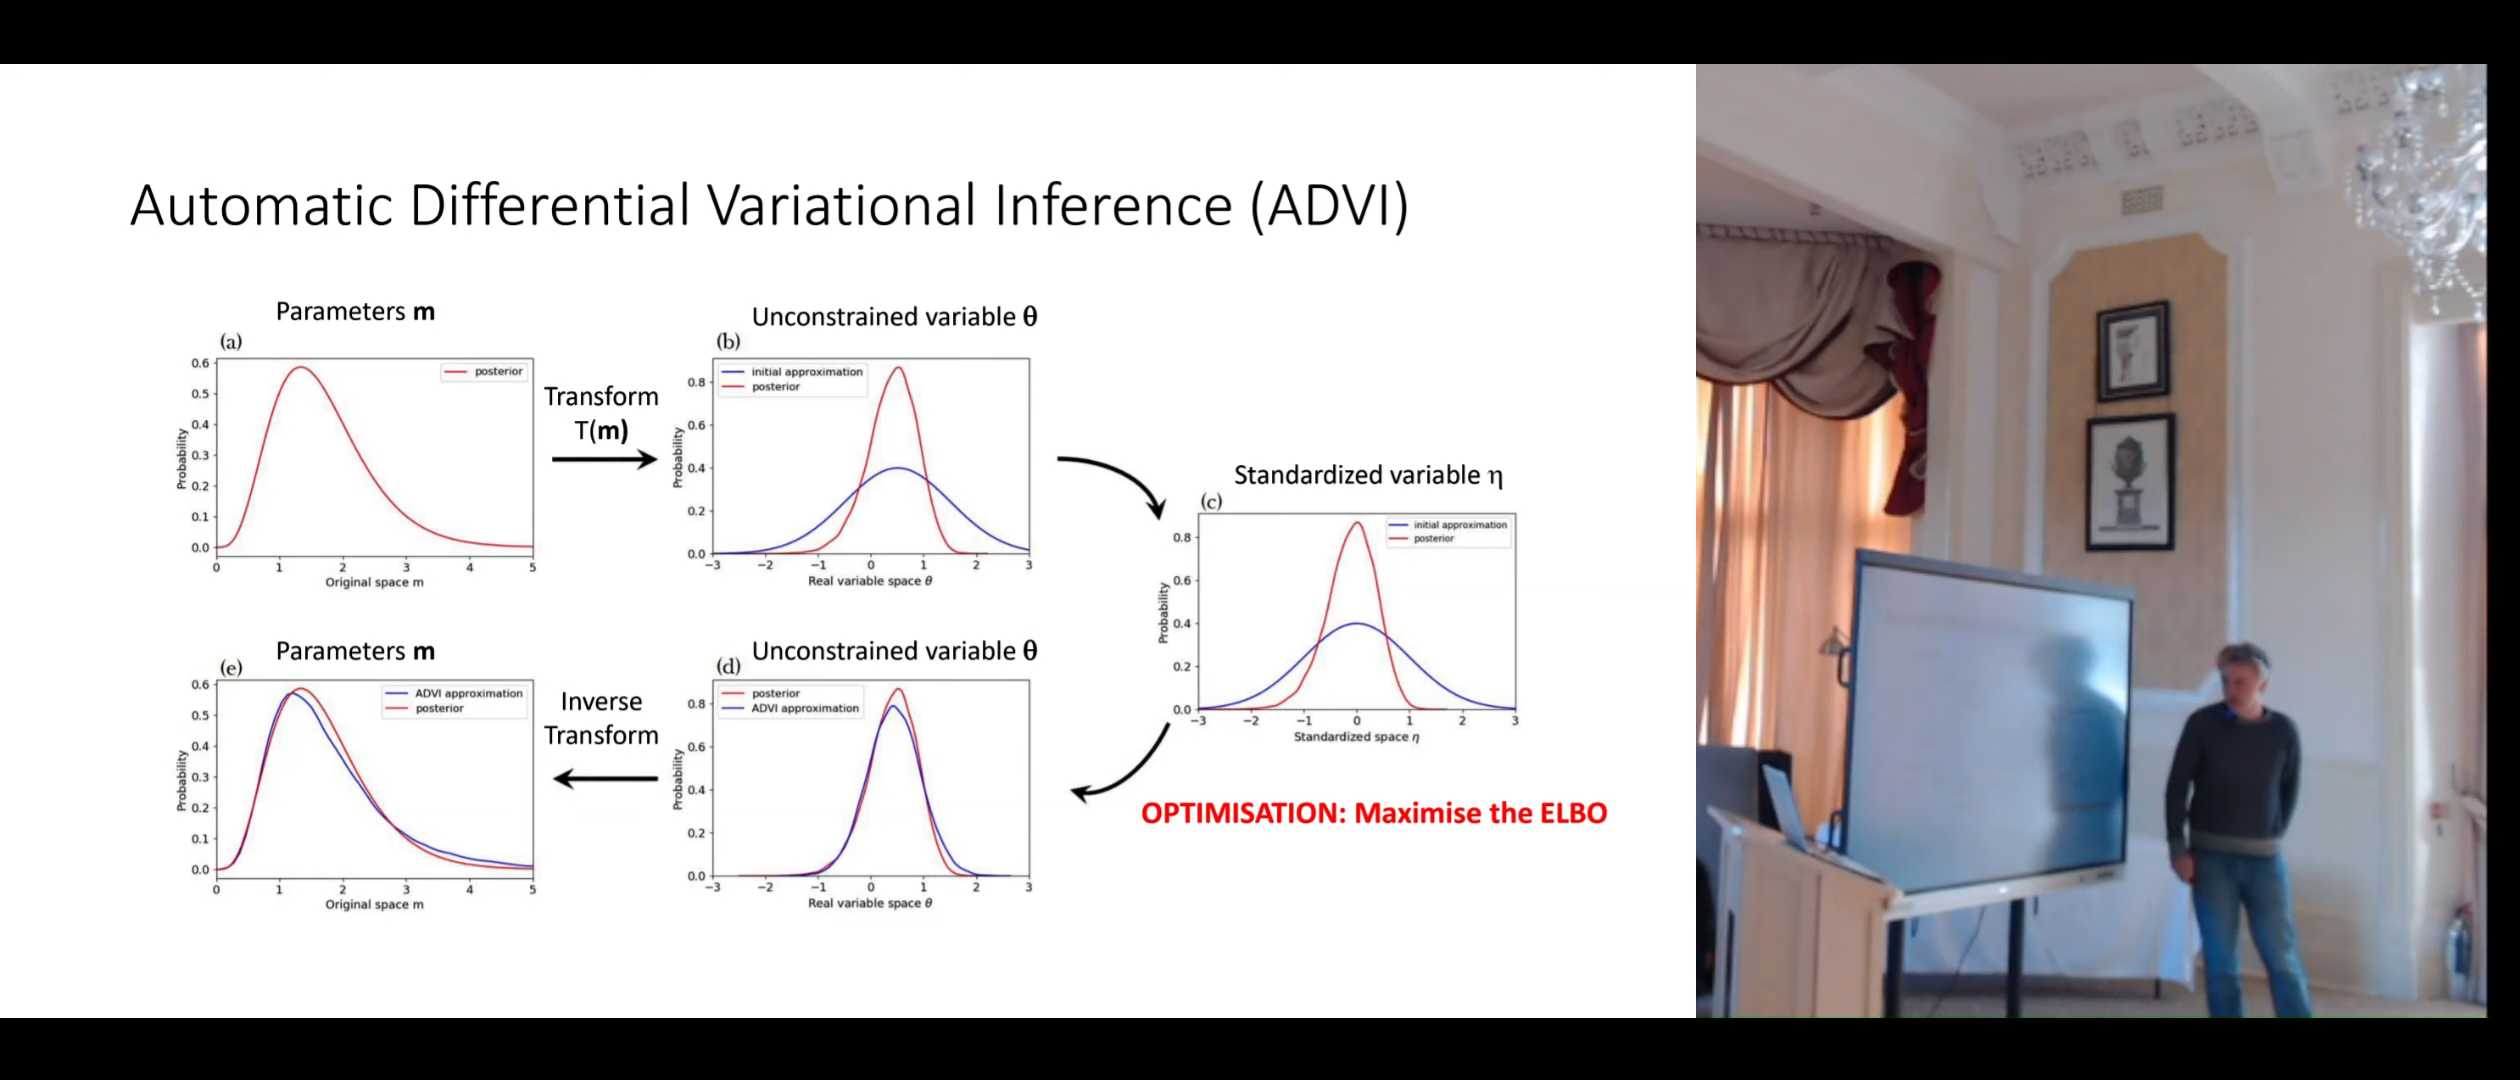 Automatic Differential Variational Inference (ADVI)
Parameters m
(a)
posterior
0.6
0.5
0.4
0.3
0.2
0.1
0.0
Probability
0 1 2 3 4 5
Original space m
Transform
T(m)
Unconstrained variable θ
(b)
initial approximation
posterior
0.8
0.6
0.4
0.2
0.0
Probability
−3 −2 −1 0 1 2 3
Real variable space θ
Standardized variable η
(c)
initial approximation
posterior
0.8
0.6
0.4
0.2
0.0
Probability
−3 −2 −1 0 1 2 3
Standardized space η
OPTIMISATION: Maximise the ELBO
Unconstrained variable θ
(d)
posterior
ADVI approximation
0.8
0.6
0.4
0.2
0.0
Probability
−3 −2 −1 0 1 2 3
Real variable space θ
Inverse
Transform
Parameters m
(e)
ADVI approximation
posterior
0.6
0.5
0.4
0.3
0.2
0.1
0.0
Probability
0 1 2 3 4 5
Original space m